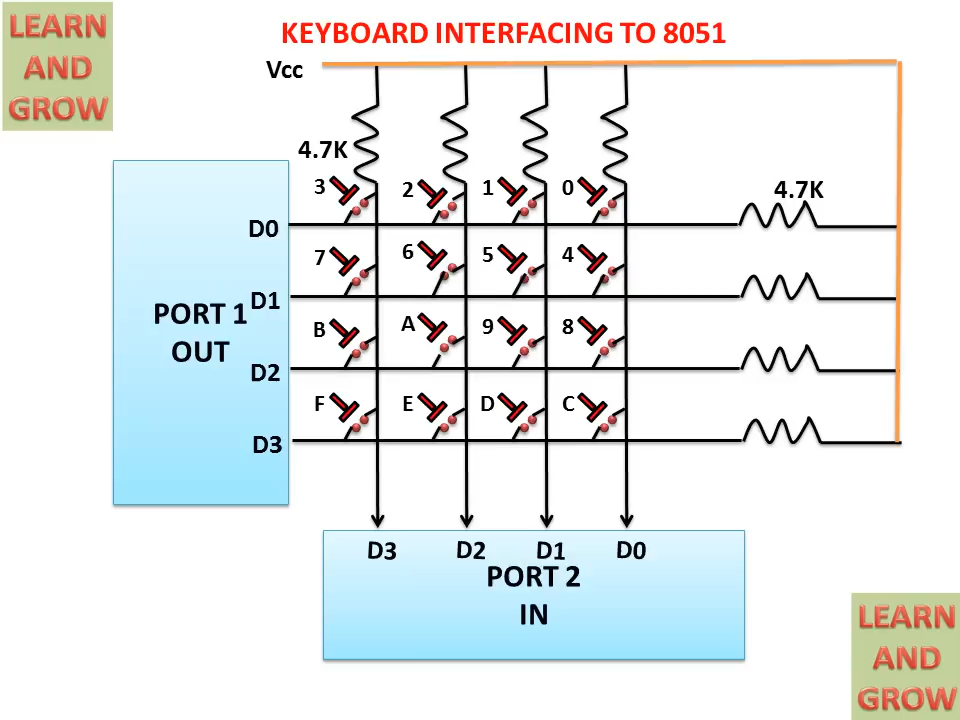 LEARN
AND
GROW
KEYBOARD INTERFACING TO 8051
Vcc
4.7K
4.7K
3 2 1 0
D0
7 6 5 4
D1
PORT 1
OUT
B A 9 8
D2
F E D C
D3
D3 D2 D1 D0
PORT 2
IN
LEARN
AND
GROW